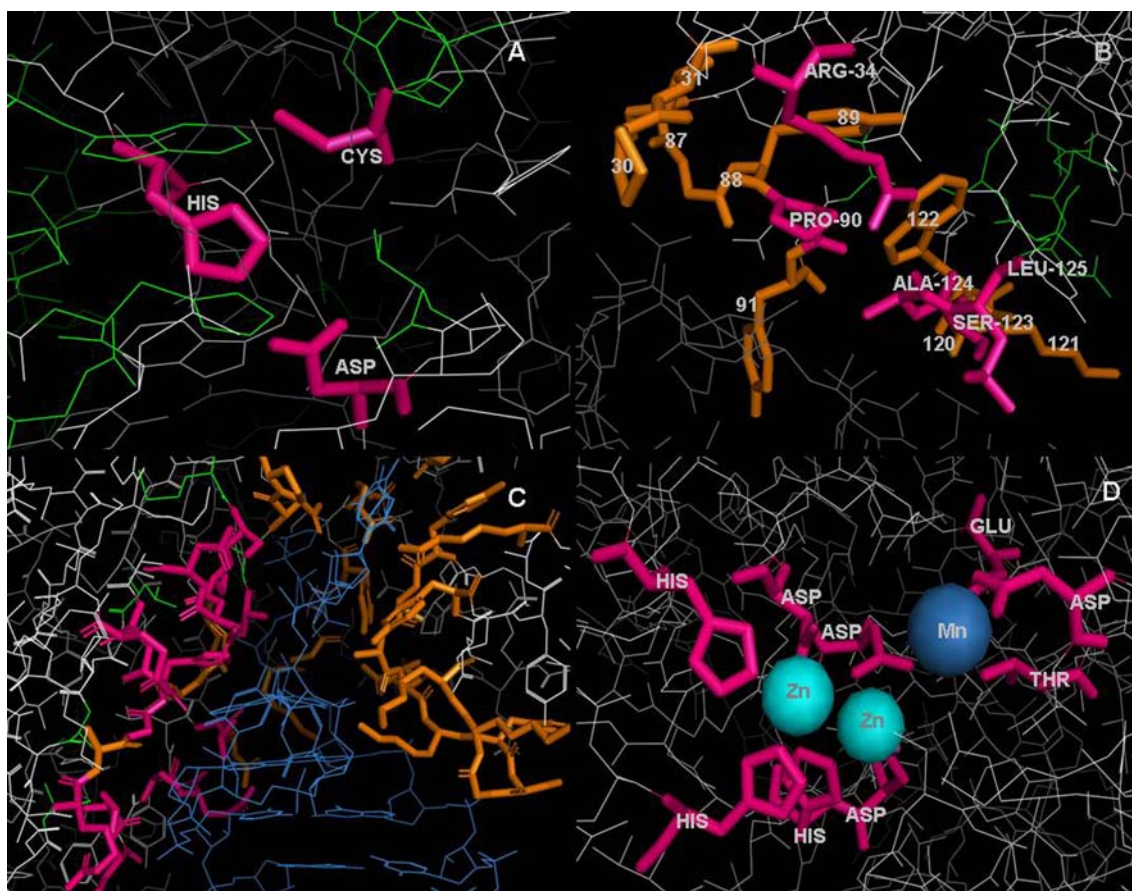 A
CYS
HIS
ASP
B
ARG-34
31
89
87
30
88
PRO-90
122
91
ALA-124
LEU-125
SER-123
120
121
C
D
GLU
HIS
ASP
ASP
ASP
Mn
THR
Zn
Zn
HIS
HIS
ASP